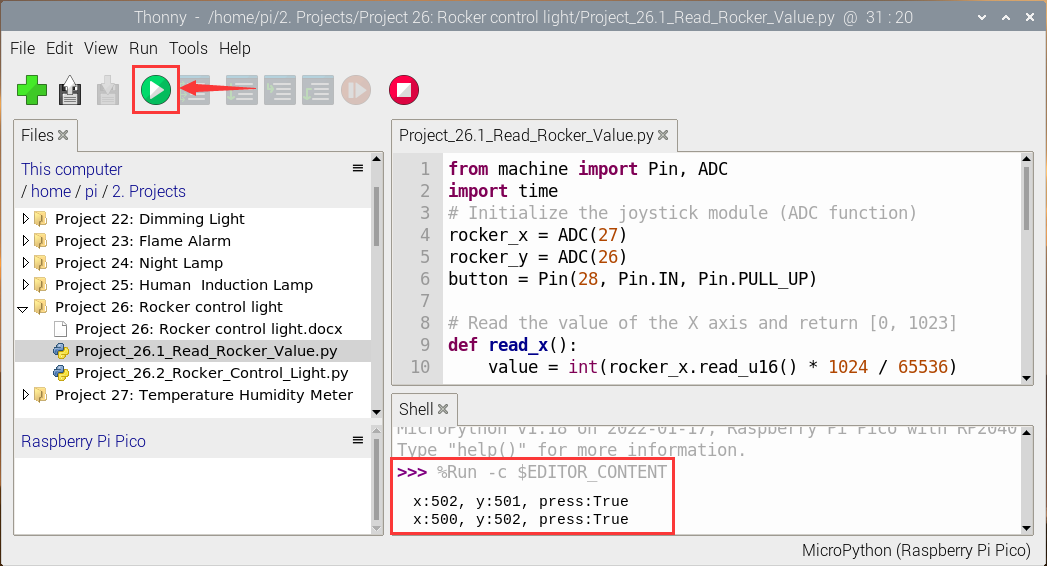 Thonny - /home/pi/2. Projects/Project 26: Rocker control light/Project_26.1_Read_Rocker_Value.py @ 31 : 20
File Edit View Run Tools Help
Files
This computer
/ home / pi / 2. Projects
Project 22: Dimming Light
Project 23: Flame Alarm
Project 24: Night Lamp
Project 25: Human  Induction Lamp
Project 26: Rocker control light
Project 26: Rocker control light.docx
Project_26.1_Read_Rocker_Value.py
Project_26.2_Rocker_Control_Light.py
Project 27: Temperature Humidity Meter
Raspberry Pi Pico
Project_26.1_Read_Rocker_Value.py
1 from machine import Pin, ADC
2 import time
3 # Initialize the joystick module (ADC function)
4 rocker_x = ADC(27)
5 rocker_y = ADC(26)
6 button = Pin(28, Pin.IN, Pin.PULL_UP)
7
8 # Read the value of the X axis and return [0, 1023]
9 def read_x():
10     value = int(rocker_x.read_u16() * 1024 / 65536)
Shell
MicroPython v1.18 on 2022-01-17; Raspberry Pi Pico with RP2040
Type "help()" for more information.
>>> %Run -c $EDITOR_CONTENT
x:502, y:501, press:True
x:500, y:502, press:True
MicroPython (Raspberry Pi Pico)